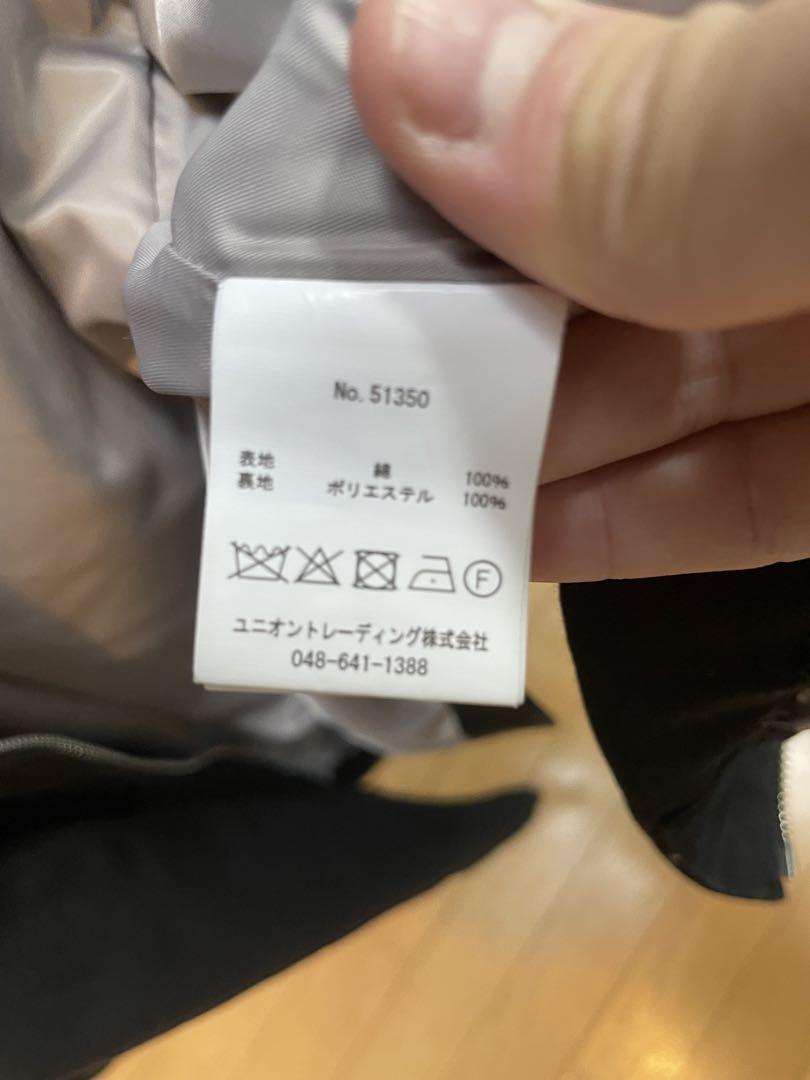 No. 51350
表地 綿 100%
裏地 ポリエステル 100%
F
ユニオントレーディング株式会社
048-641-1388